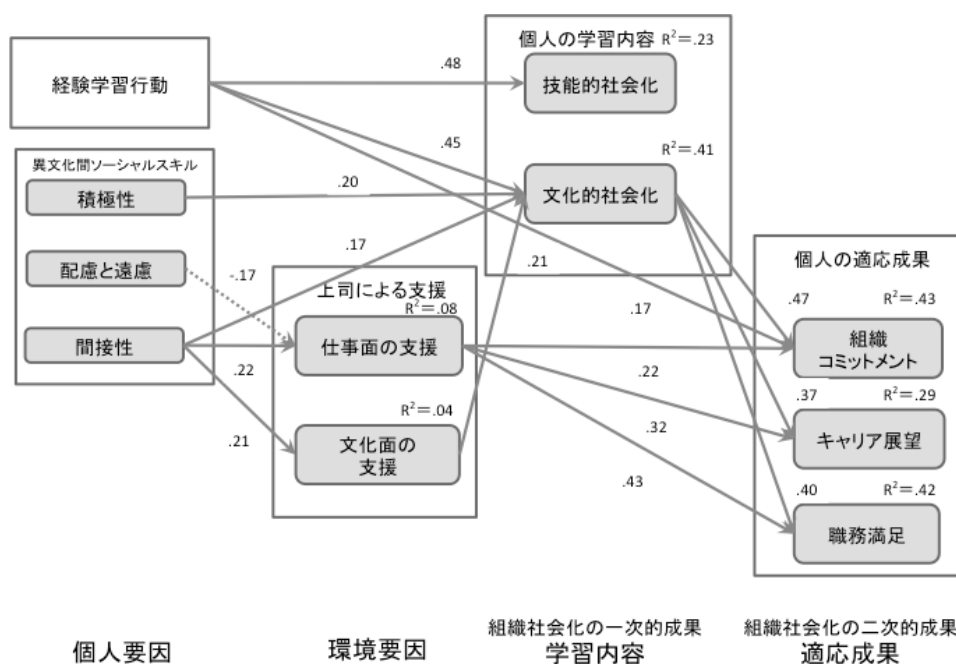 個人の学習内容 R²＝.23
経験学習行動
.48
技能的社会化
.45
R²＝.41
異文化間ソーシャルスキル
積極性
.20
文化的社会化
.17
配慮と遠慮
-.17
.21
個人の適応成果
上司による支援
R²＝.08
.17
.47
R²＝.43
間接性
仕事面の支援
組織
コミットメント
.22
.22
R²＝.04
.37
R²＝.29
.21
文化面の
支援
.32
キャリア展望
.43
.40
R²＝.42
職務満足
個人要因
環境要因
組織社会化の一次的成果
学習内容
組織社会化の二次的成果
適応成果